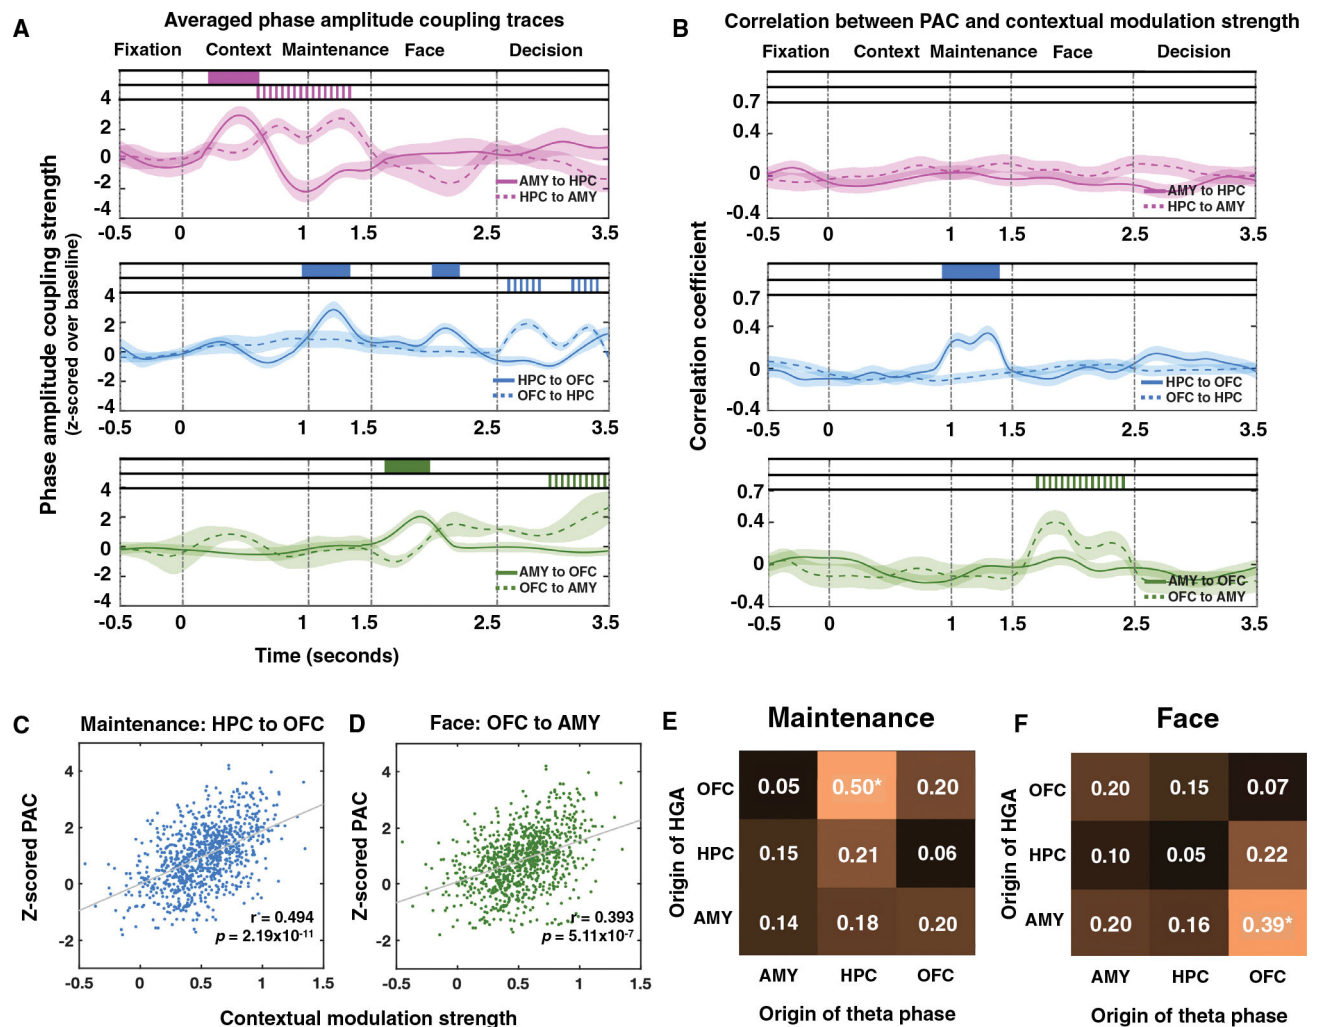 A
Averaged phase amplitude coupling traces
Fixation Context Maintenance Face Decision
4
2
0
-2
-4
AMY to HPC
HPC to AMY
-0.5 0 1 1.5 2.5 3.5
4
2
0
-2
-4
HPC to OFC
OFC to HPC
-0.5 0 1 1.5 2.5 3.5
4
2
0
-2
-4
AMY to OFC
OFC to AMY
-0.5 0 1 1.5 2.5 3.5
Phase amplitude coupling strength
(z-scored over baseline)
Time (seconds)
B
Correlation between PAC and contextual modulation strength
Fixation Context Maintenance Face Decision
0.7
0.4
0
-0.4
AMY to HPC
HPC to AMY
-0.5 0 1 1.5 2.5 3.5
0.7
0.4
0
-0.4
HPC to OFC
OFC to HPC
-0.5 0 1 1.5 2.5 3.5
0.7
0.4
0
-0.4
AMY to OFC
OFC to AMY
-0.5 0 1 1.5 2.5 3.5
Correlation coefficient
C
Maintenance: HPC to OFC
Z-scored PAC
4
2
0
-2
r = 0.494
p = 2.19x10-11
-0.5 0 0.5 1 1.5
D
Face: OFC to AMY
Z-scored PAC
4
2
0
-2
r = 0.393
p = 5.11x10-7
-0.5 0 0.5 1 1.5
Contextual modulation strength
E
Maintenance
Origin of HGA
OFC 0.05 0.50* 0.20
HPC 0.15 0.21 0.06
AMY 0.14 0.18 0.20
AMY HPC OFC
Origin of theta phase
F
Face
Origin of HGA
OFC 0.20 0.15 0.07
HPC 0.10 0.05 0.22
AMY 0.20 0.16 0.39*
AMY HPC OFC
Origin of theta phase